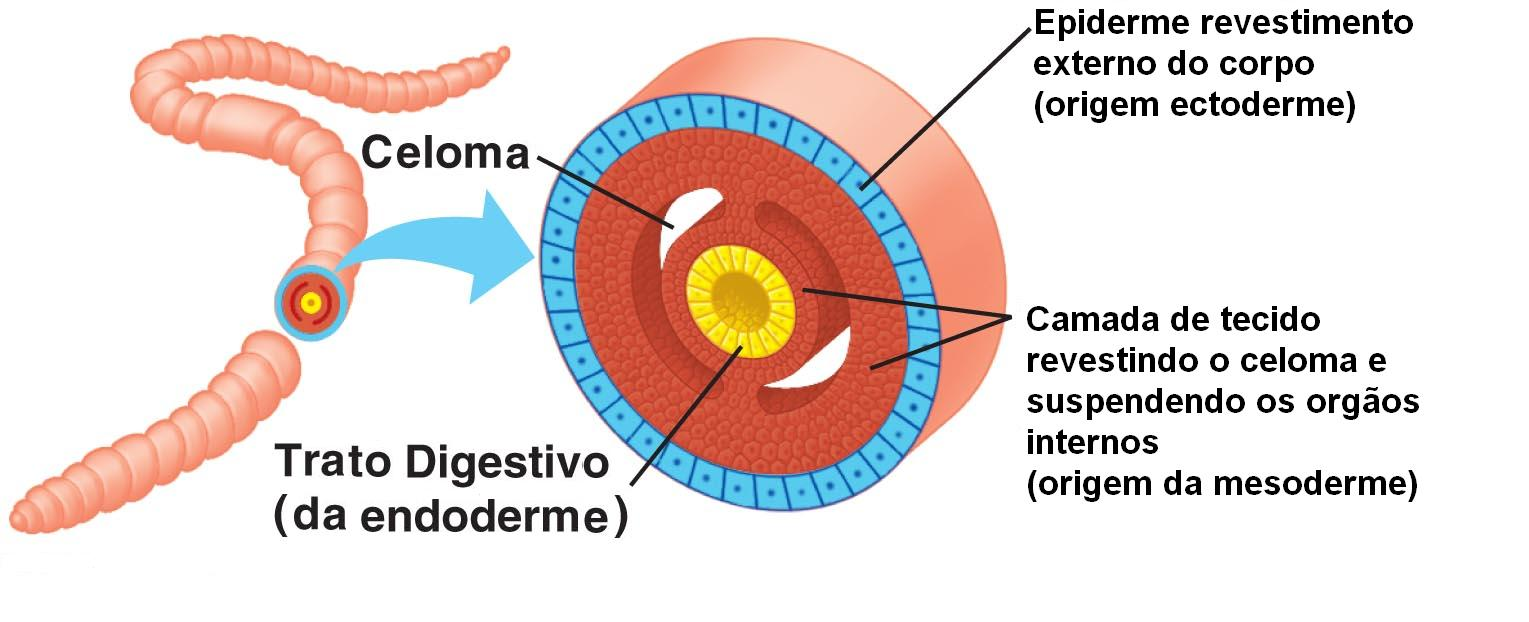 Epiderme revestimento
externo do corpo
(origem ectoderme)
Celoma
Camada de tecido
revestindo o celoma e
suspendendo os orgãos
internos
(origem da mesoderme)
Trato Digestivo
(da endoderme)